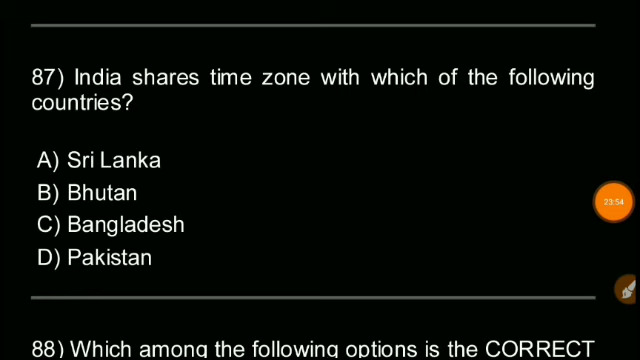 87) India shares time zone with which of the following
countries?
A) Sri Lanka
B) Bhutan
C) Bangladesh
D) Pakistan
23:54
88) Which among the following options is the CORRECT